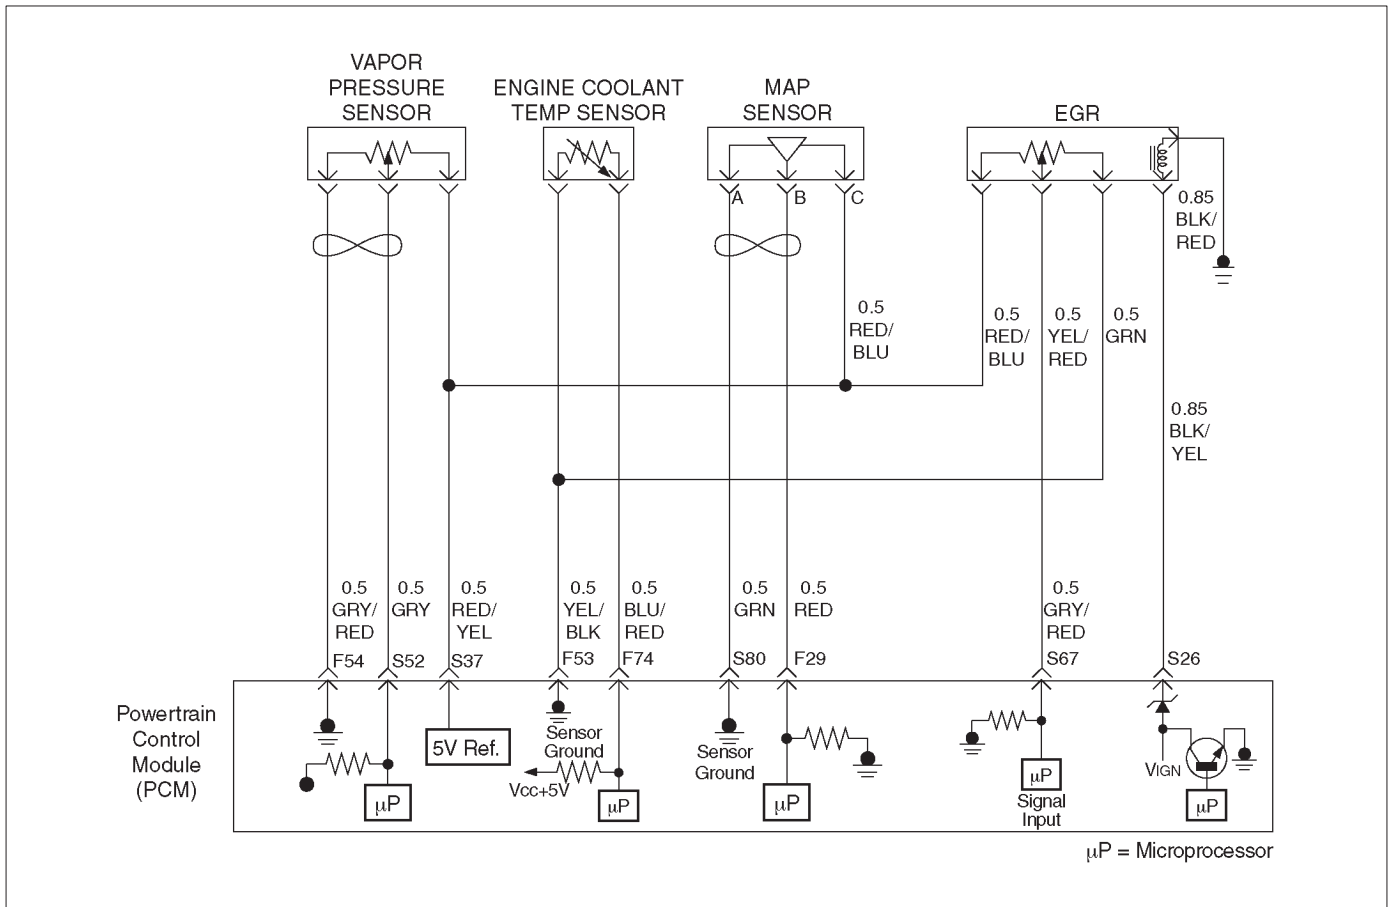 VAPOR
PRESSURE
SENSOR
ENGINE COOLANT
TEMP SENSOR
MAP
SENSOR
EGR
A
B
C
0.85
BLK/
RED
0.5
RED/
BLU
0.5
RED/
BLU
0.5
YEL/
RED
0.5
GRN
0.85
BLK/
YEL
0.5
GRY/
RED
0.5
GRY
0.5
RED/
YEL
0.5
YEL/
BLK
0.5
BLU/
RED
0.5
GRN
0.5
RED
0.5
GRY/
RED
F54
S52
S37
F53
F74
S80
F29
S67
S26
Powertrain
Control
Module
(PCM)
μP
5V Ref.
Sensor
Ground
VCC+5V
μP
Sensor
Ground
μP
μP
Signal
Input
VIGN
μP
μP = Microprocessor